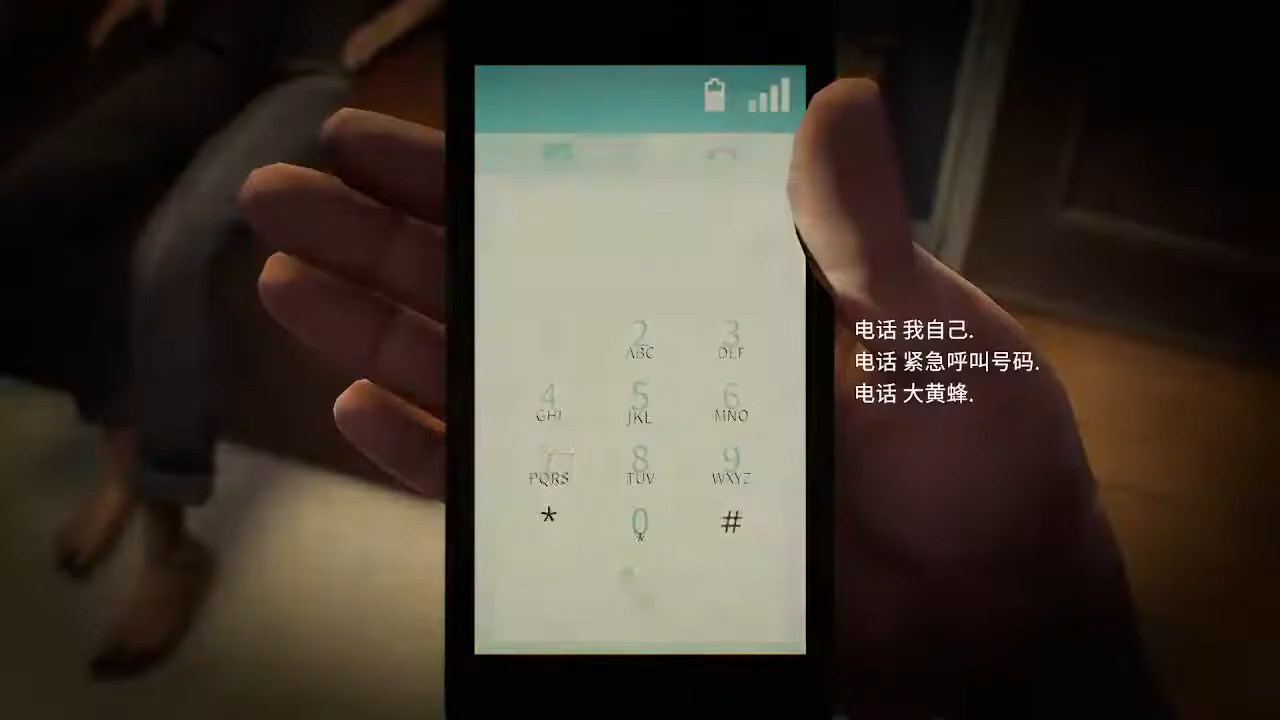 2 3
ABC DEF
4 5 6
GHI JKL MNO
8 9
PQRS TUV WXYZ
* 0 #
电话 我自己.
电话 紧急呼叫号码.
电话 大黄蜂.